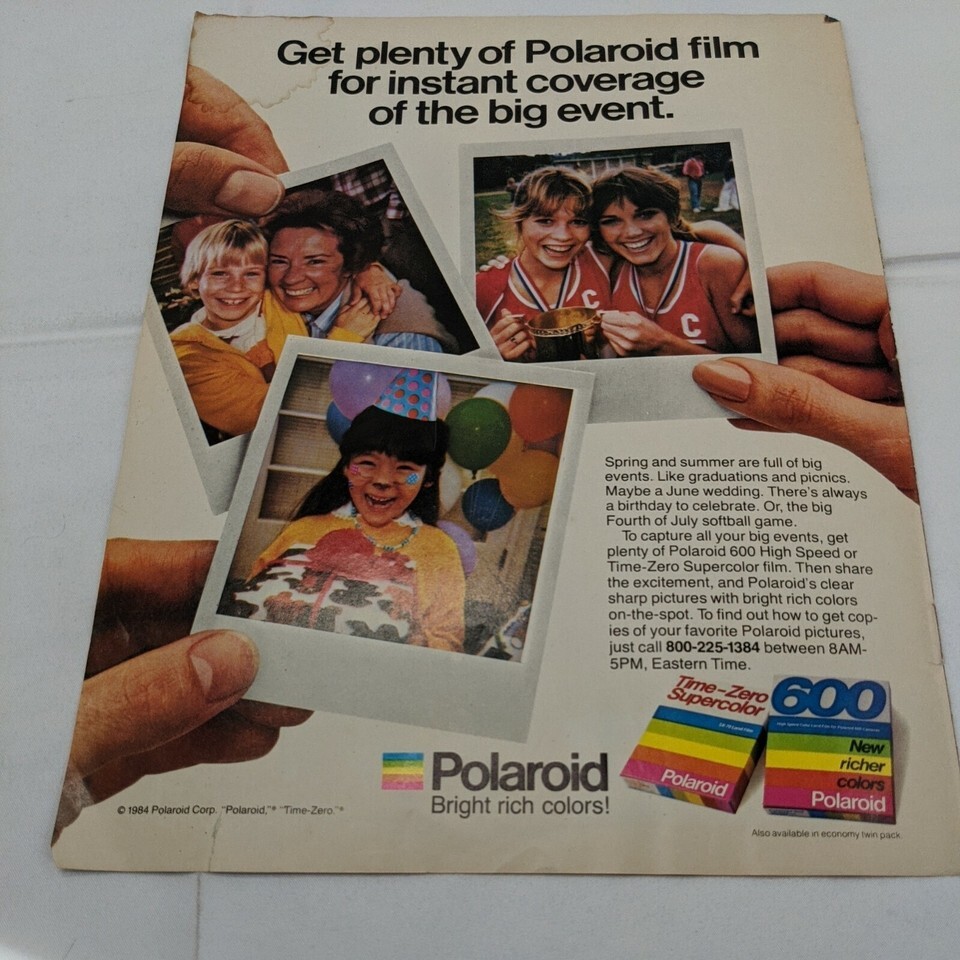 Get plenty of Polaroid film
for instant coverage
of the big event.
C
C
Spring and summer are full of big
events. Like graduations and picnics.
Maybe a June wedding. There's always
a birthday to celebrate. Or, the big
Fourth of July softball game.
To capture all your big events, get
plenty of Polaroid 600 High Speed or
Time-Zero Supercolor film. Then share
the excitement, and Polaroid's clear
sharp pictures with bright rich colors
on-the-spot. To find out how to get cop-
ies of your favorite Polaroid pictures,
just call 800-225-1384 between 8AM-
5PM, Eastern Time.
Time-Zero
Supercolor
Polaroid
600
New
richer
colors
Polaroid
Polaroid
Bright rich colors!
© 1984 Polaroid Corp. "Polaroid,"® "Time-Zero."®
Also available in economy twin pack.